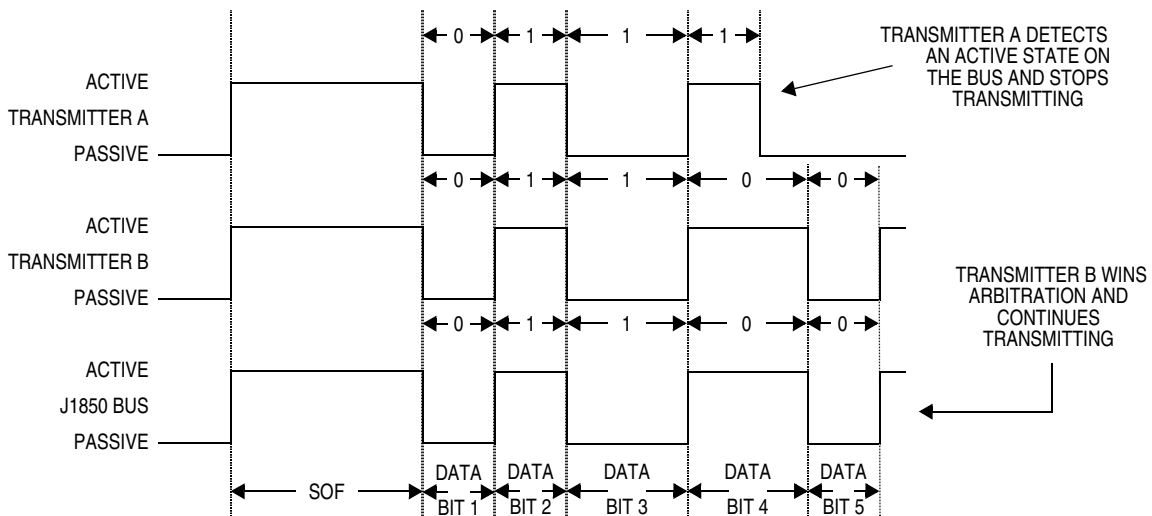 0 1 1 1
TRANSMITTER A DETECTS
AN ACTIVE STATE ON
THE BUS AND STOPS
TRANSMITTING
ACTIVE
TRANSMITTER A
PASSIVE
0 1 1 0 0
ACTIVE
TRANSMITTER B
PASSIVE
TRANSMITTER B WINS
ARBITRATION AND
CONTINUES
TRANSMITTING
0 1 1 0 0
ACTIVE
J1850 BUS
PASSIVE
SOF
DATA
BIT 1
DATA
BIT 2
DATA
BIT 3
DATA
BIT 4
DATA
BIT 5